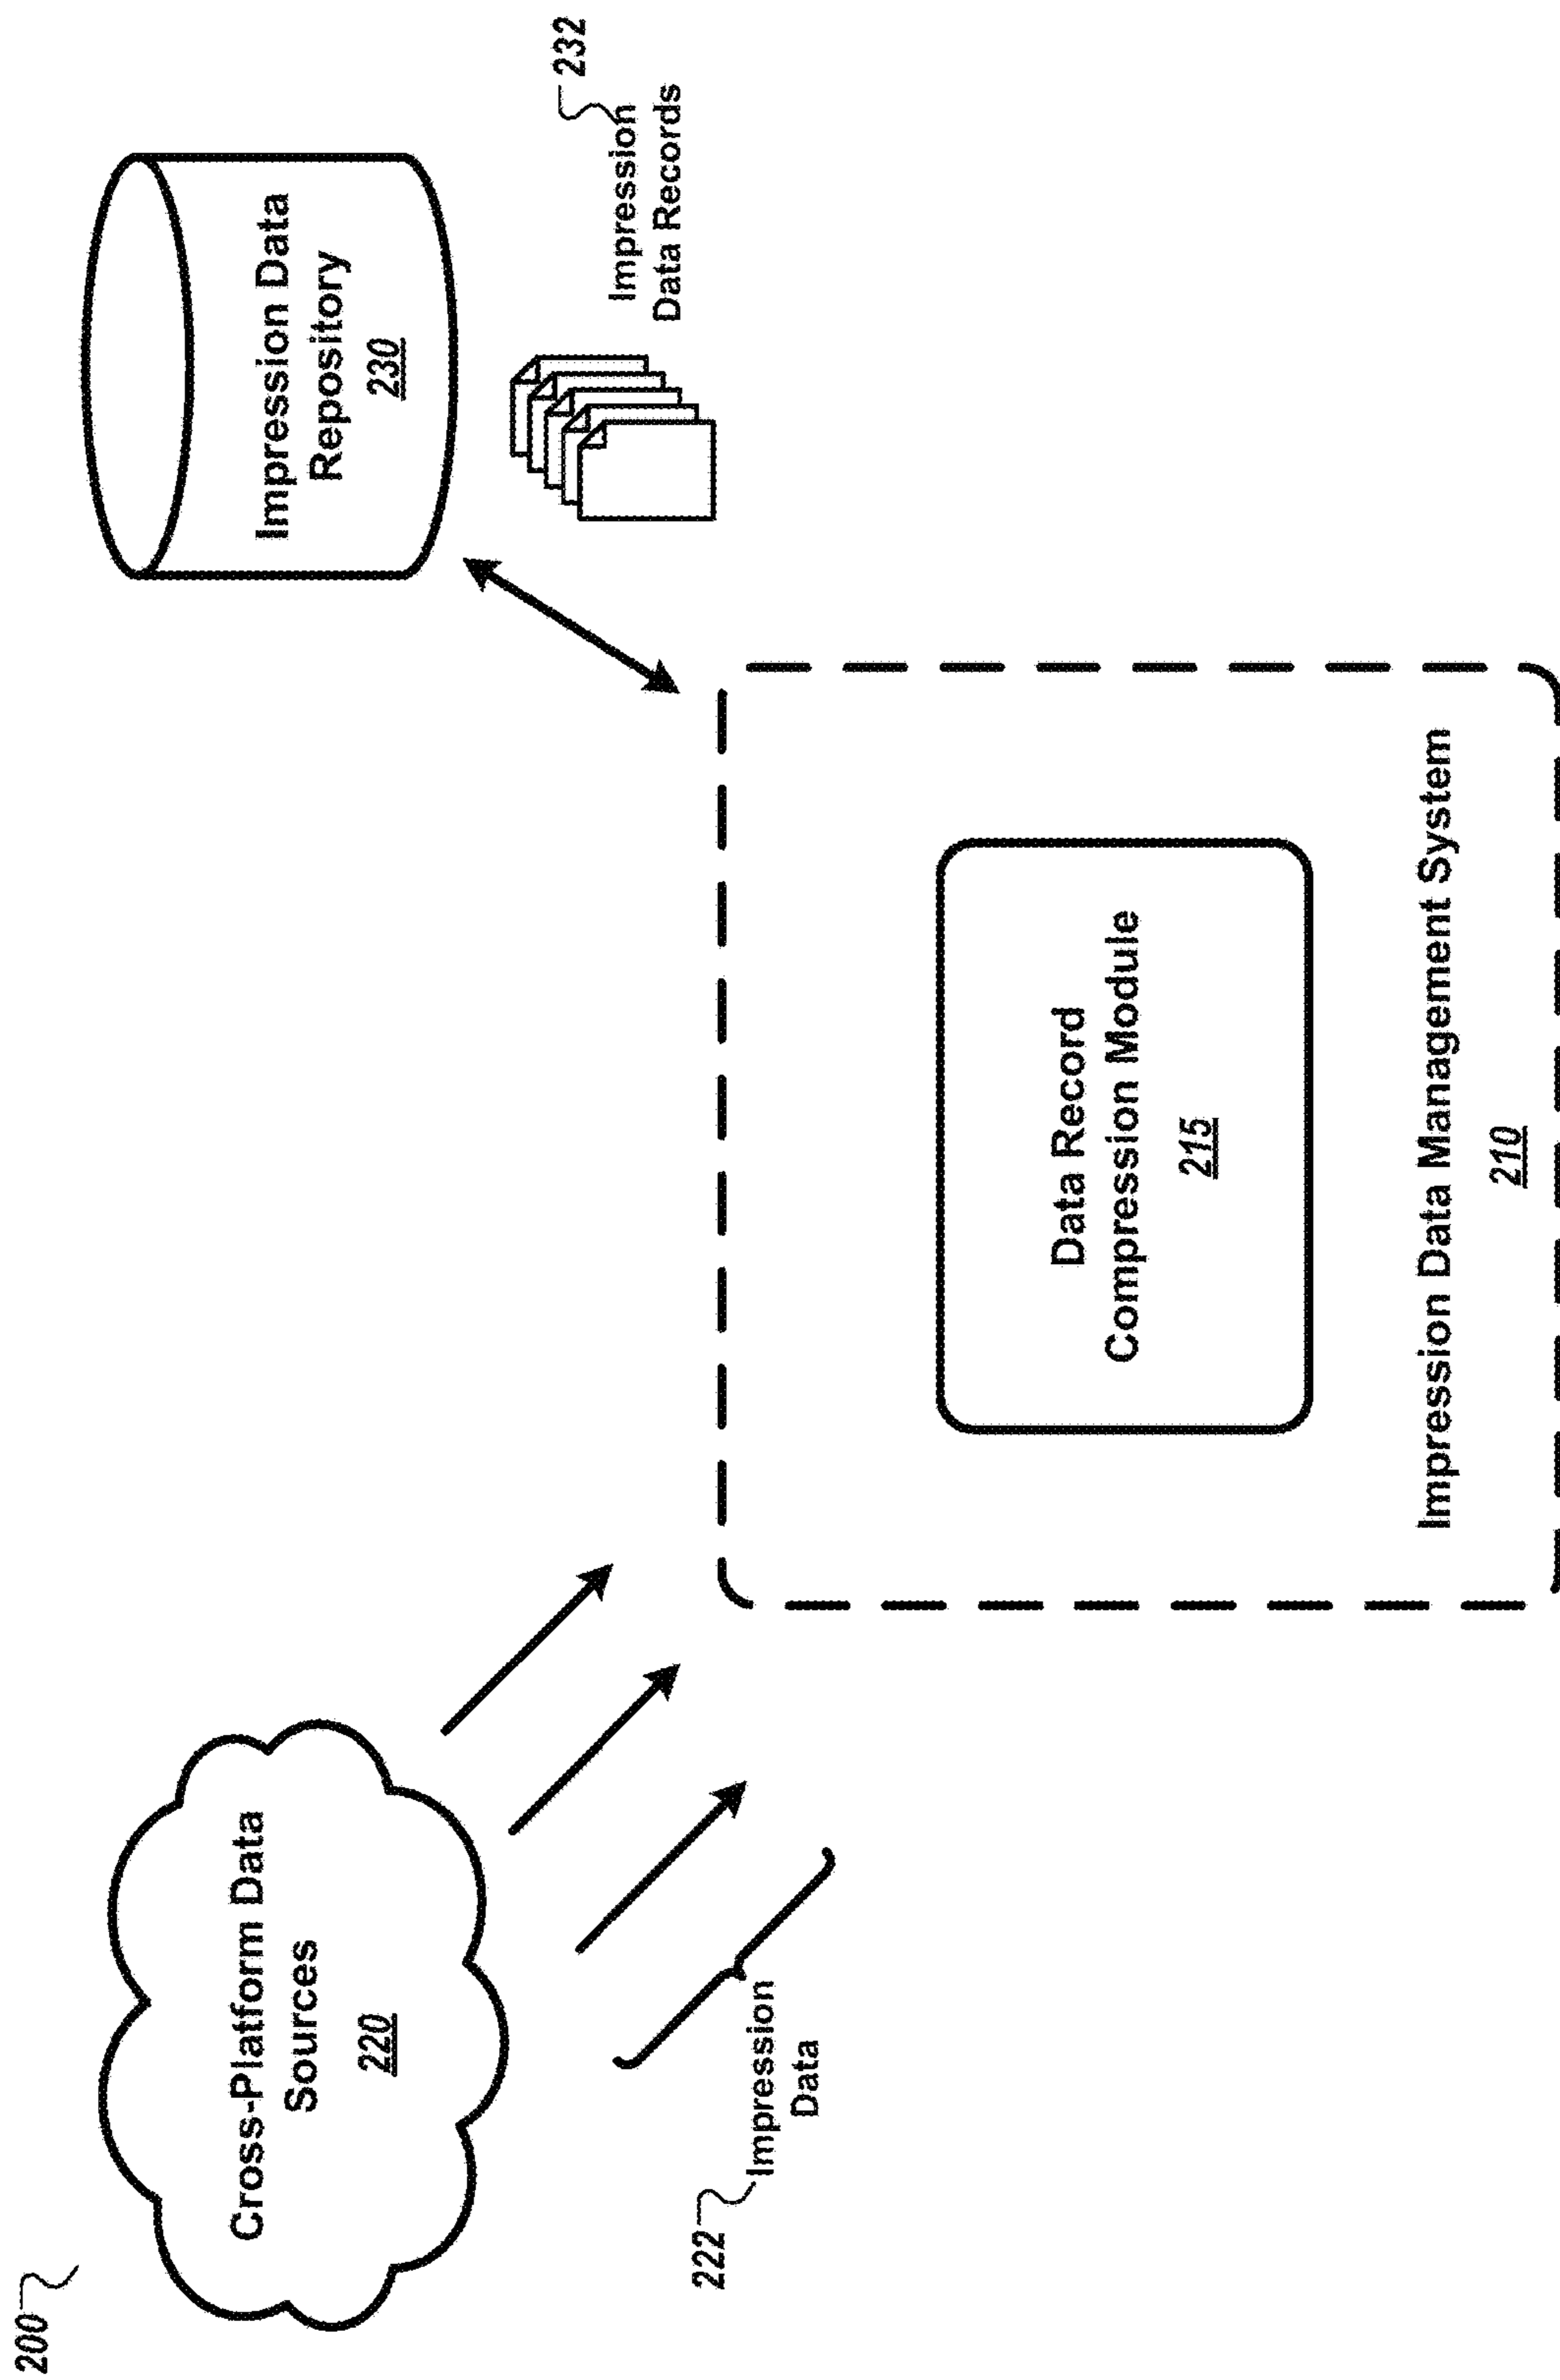 200
Cross-Platform Data
Sources
220
222
Impression
Data
Impression Data
Repository
230
232
Impression
Data Records
Data Record
Compression Module
215
Impression Data Management System
210